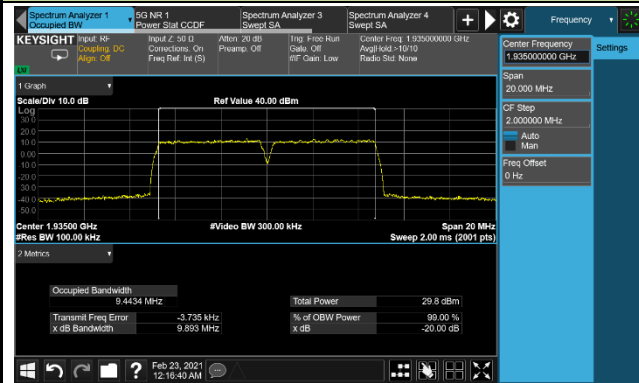 Spectrum Analyzer 1
Occupied BW
5G NR 1
Power Stat CCDF
Spectrum Analyzer 3
Swept SA
Spectrum Analyzer 4
Swept SA
Frequency
KEYSIGHT
Input: RF
Coupling: DC
Align: Off
Input Z: 50 Ω
Corrections: On
Freq Ref: Int (S)
Atten: 20 dB
Preamp: Off
Trig: Free Run
Gate: Off
#IF Gain: Low
Center Freq: 1.935000000 GHz
Avg|Hold:>10/10
Radio Std: None
Center Frequency
1.935000000 GHz
Settings
Span
20.000 MHz
CF Step
2.000000 MHz
Auto
Man
Freq Offset
0 Hz
1 Graph
Scale/Div 10.0 dB
Ref Value 40.00 dBm
Log
30.0
20.0
10.0
0.00
-10.0
-20.0
-30.0
-40.0
-50.0
Center 1.93500 GHz
#Video BW 300.00 kHz
Span 20 MHz
#Res BW 100.00 kHz
Sweep 2.00 ms (2001 pts)
2 Metrics
Occupied Bandwidth
9.4434 MHz
Total Power
29.8 dBm
Transmit Freq Error
-3.735 kHz
% of OBW Power
99.00 %
x dB Bandwidth
9.893 MHz
x dB
-20.00 dB
?
Feb 23, 2021
12:16:40 AM